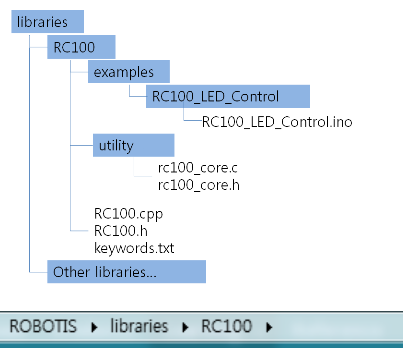 libraries
RC100
examples
RC100_LED_Control
RC100_LED_Control.ino
utility
rc100_core.c
rc100_core.h
RC100.cpp
RC100.h
keywords.txt
Other libraries...
ROBOTIS ▸ libraries ▸ RC100 ▸